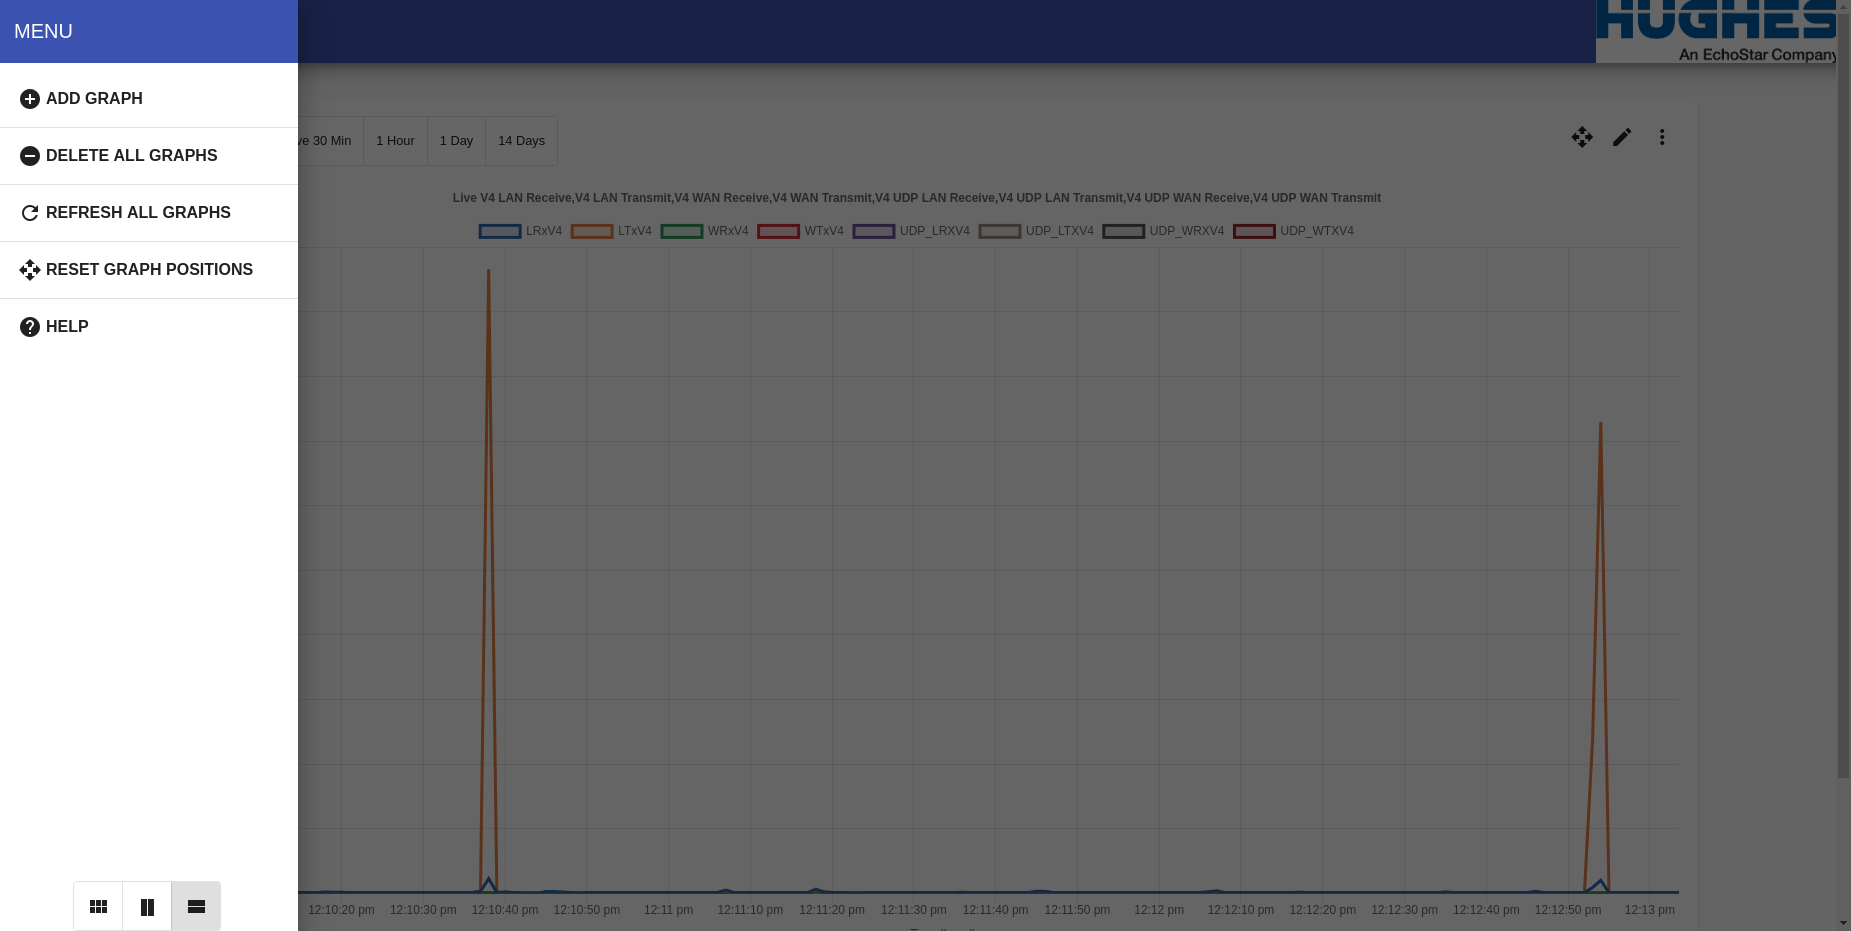 MENU
HUGHES
An EchoStar Company
ADD GRAPH
DELETE ALL GRAPHS
REFRESH ALL GRAPHS
RESET GRAPH POSITIONS
HELP
30 Min
1 Hour
1 Day
14 Days
Live V4 LAN Receive,V4 LAN Transmit,V4 WAN Receive,V4 WAN Transmit,V4 UDP LAN Receive,V4 UDP LAN Transmit,V4 UDP WAN Receive,V4 UDP WAN Transmit
LRxV4 LTxV4 WRxV4 WTxV4 UDP_LRXV4 UDP_LTXV4 UDP_WRXV4 UDP_WTXV4
12:10:20 pm 12:10:30 pm 12:10:40 pm 12:10:50 pm 12:11 pm 12:11:10 pm 12:11:20 pm 12:11:30 pm 12:11:40 pm 12:11:50 pm 12:12 pm 12:12:10 pm 12:12:20 pm 12:12:30 pm 12:12:40 pm 12:12:50 pm 12:13 pm